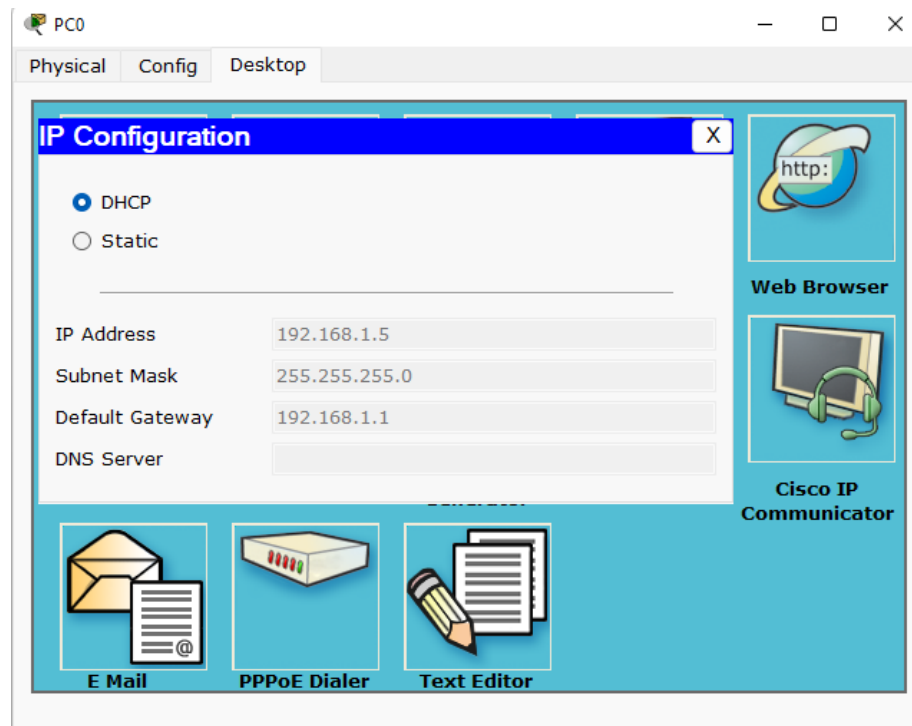 PC0
Physical Config Desktop
IP Configuration X
DHCP
Static
IP Address 192.168.1.5
Subnet Mask 255.255.255.0
Default Gateway 192.168.1.1
DNS Server
http:
Web Browser
Cisco IP
Communicator
@
E Mail PPPoE Dialer Text Editor